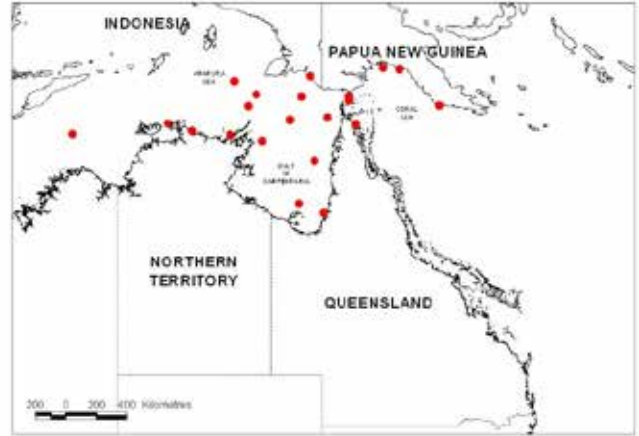 INDONESIA
PAPUA NEW GUINEA
ARAFURA
SEA
CORAL
SEA
GULF
OF
CARPENTARIA
NORTHERN
TERRITORY
QUEENSLAND
200 0 200 400 Kilometres